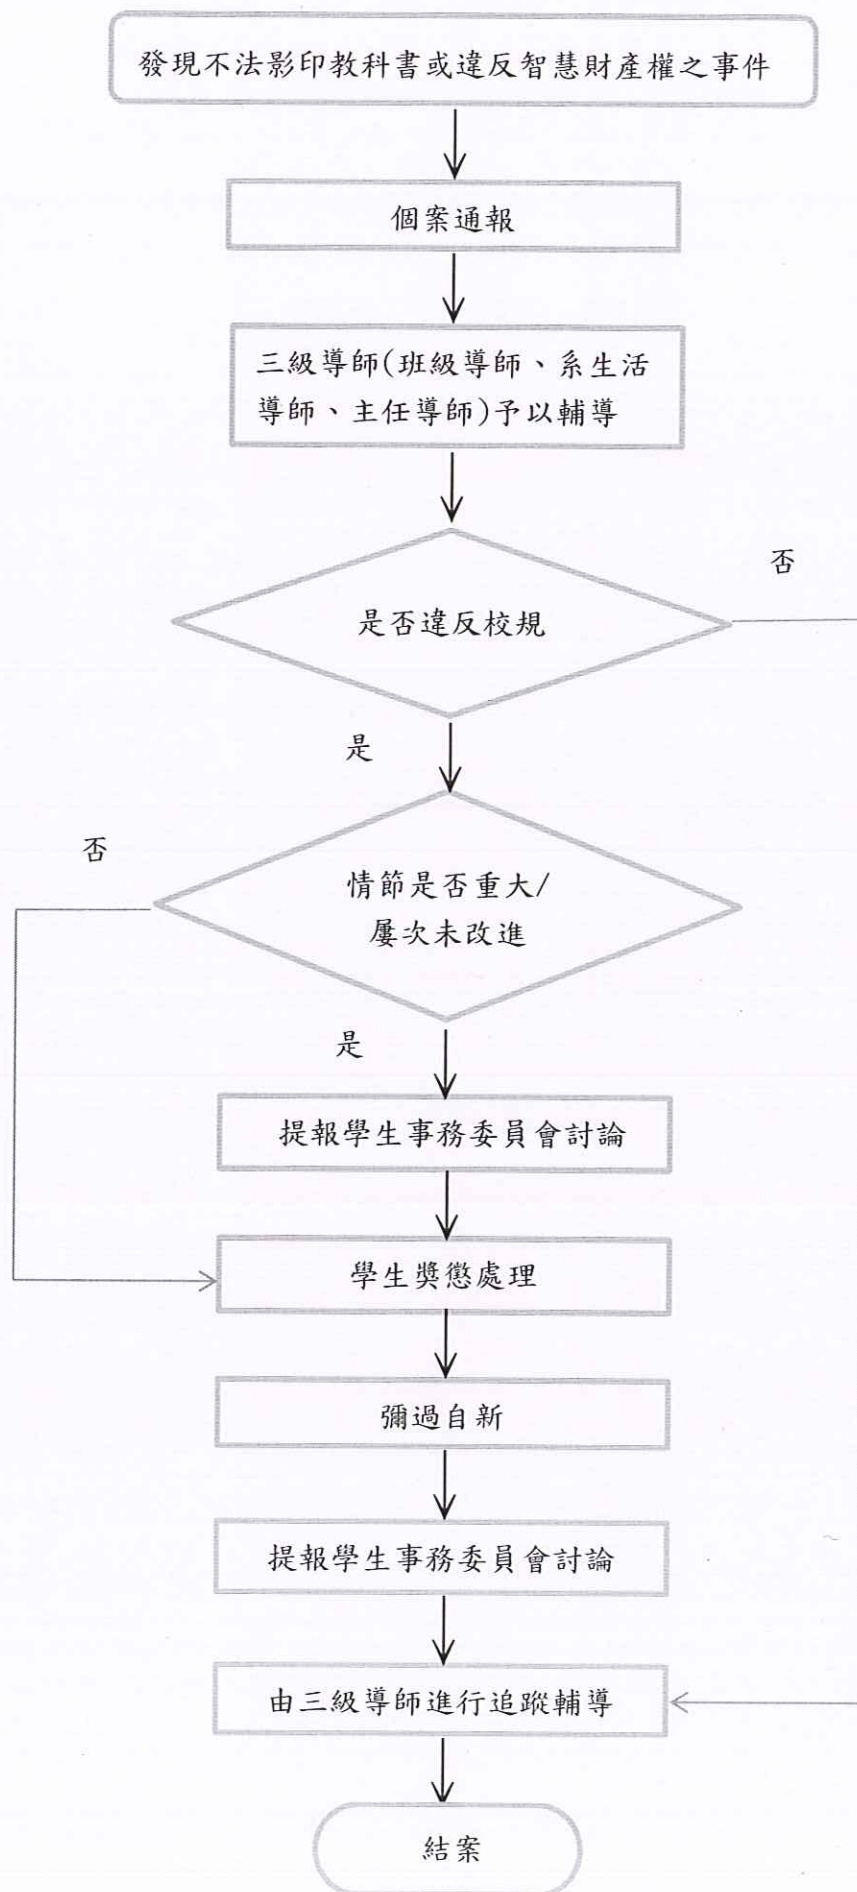 發現不法影印教科書或違反智慧財產權之事件
個案通報
三級導師(班級導師、系生活
導師、主任導師)予以輔導
否
是否違反校規
是
否
情節是否重大/
屢次未改進
是
提報學生事務委員會討論
學生獎懲處理
彌過自新
提報學生事務委員會討論
由三級導師進行追蹤輔導
結案